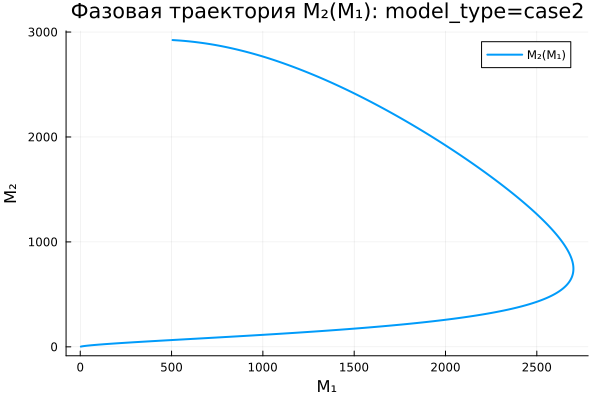 Фазовая траектория M₂(M₁): model_type=case2
M₂(M₁)
3000
2000
1000
0
M₂
0 500 1000 1500 2000 2500
M₁